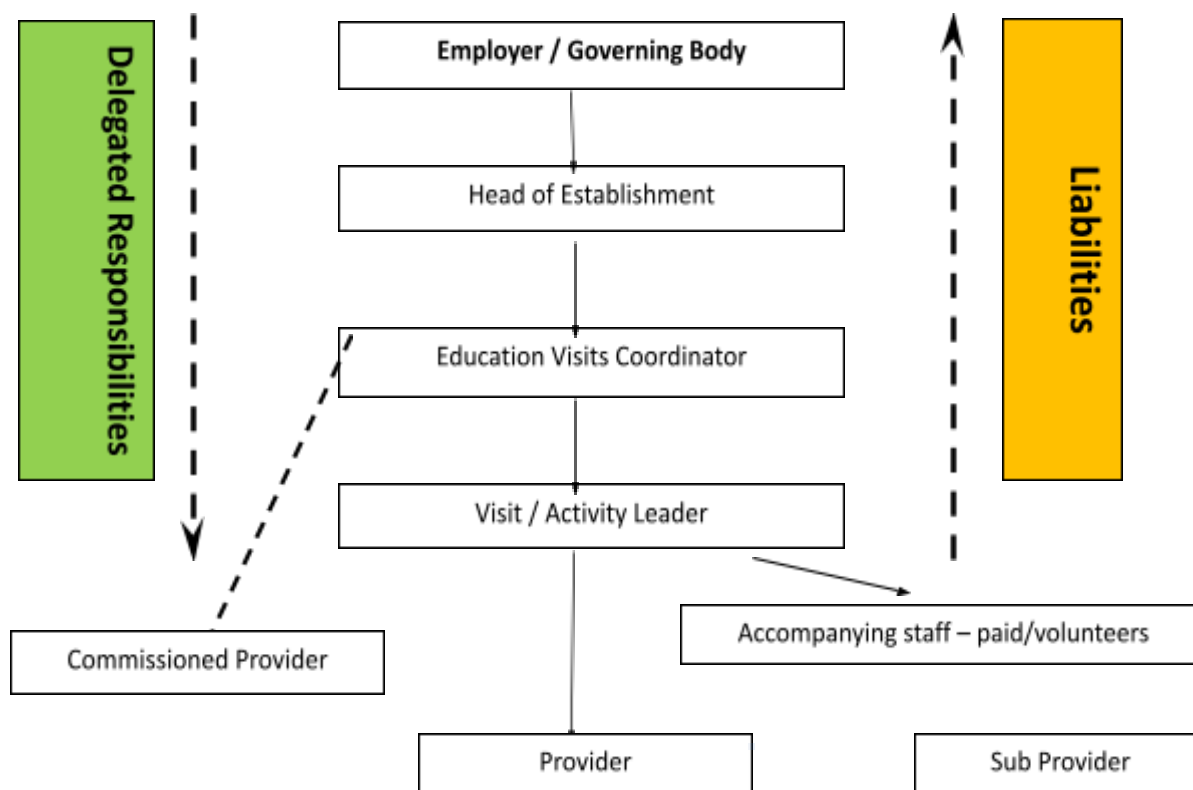 Delegated Responsibilities
Employer / Governing Body
Liabilities
Head of Establishment
Education Visits Coordinator
Visit / Activity Leader
Commissioned Provider
Accompanying staff – paid/volunteers
Provider
Sub Provider